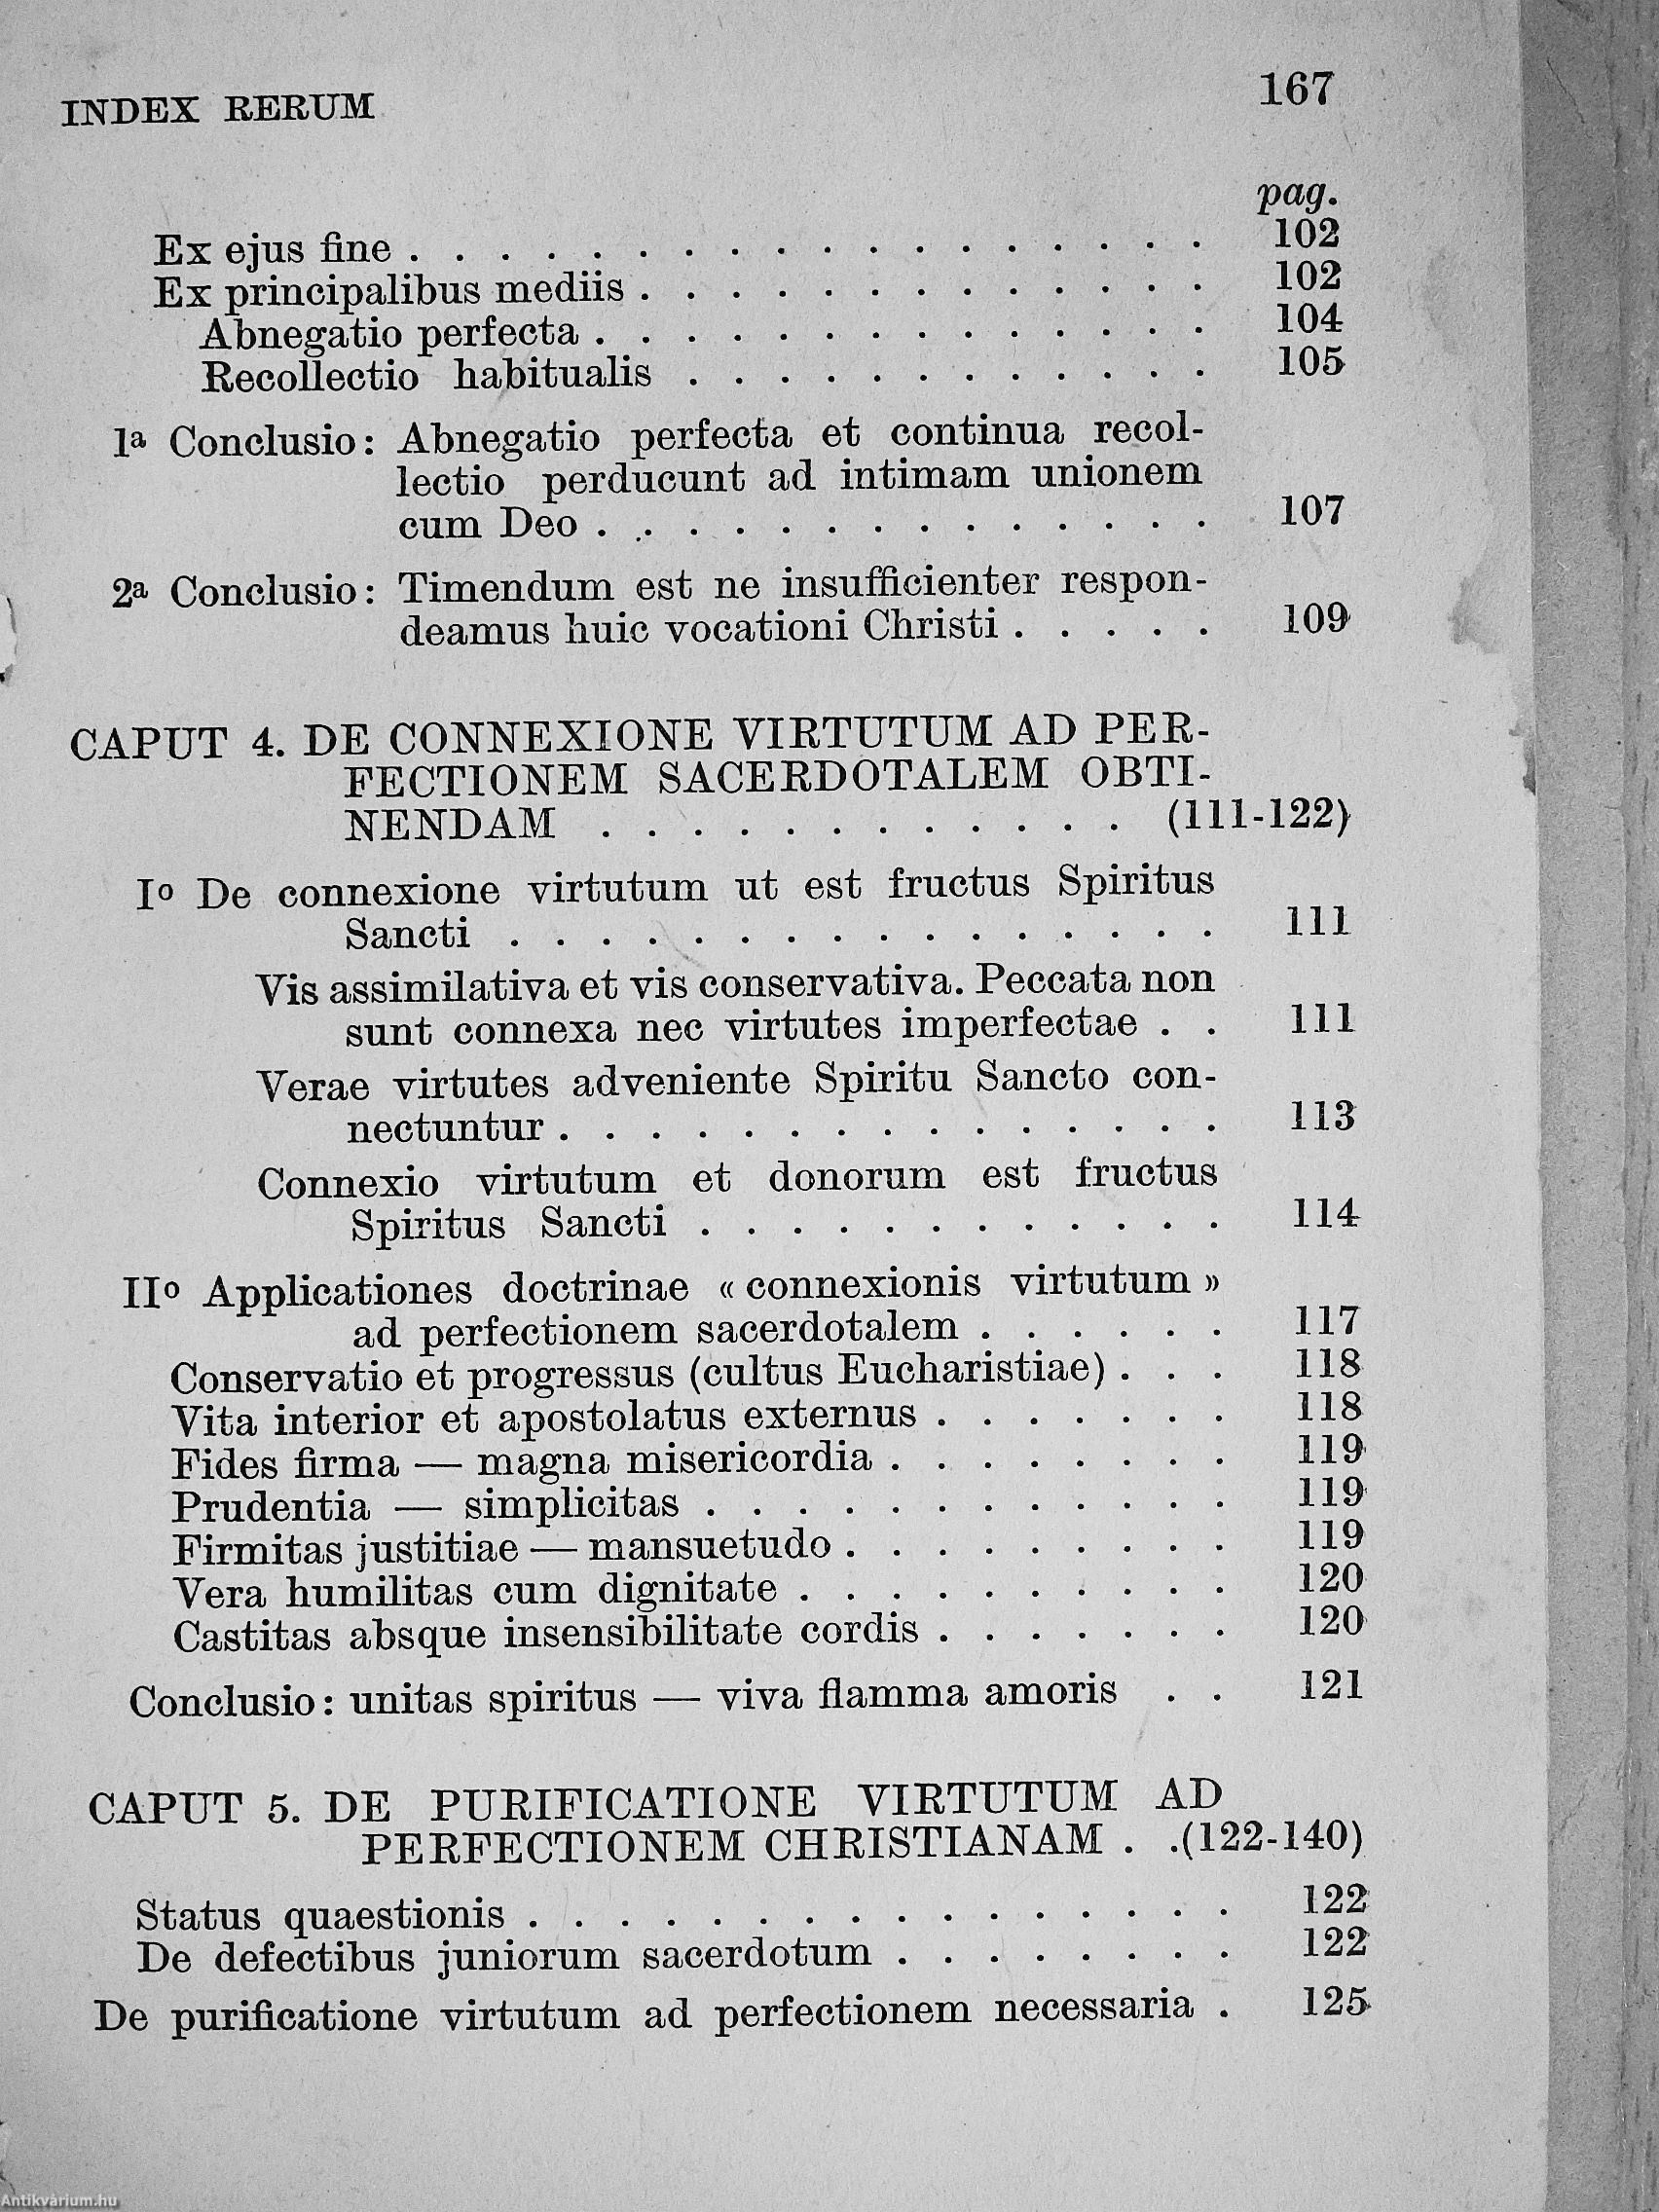 INDEX RERUM 167
pag.
Ex ejus fine . . . . . . . . . . . . . . . . . . 102
Ex principalibus mediis . . . . . . . . . . . . . 102
Abnegatio perfecta . . . . . . . . . . . . . . 104
Recollectio habitualis . . . . . . . . . . . . 105
1a Conclusio: Abnegatio perfecta et continua recol-
lectio perducunt ad intimam unionem
cum Deo . . . . . . . . . . . . . . 107
2a Conclusio: Timendum est ne insufficienter respon-
deamus huic vocationi Christi . . . . . 109
CAPUT 4. DE CONNEXIONE VIRTUTUM AD PER-
FECTIONEM SACERDOTALEM OBTI-
NENDAM . . . . . . . . . . . . (111-122)
Io De connexione virtutum ut est fructus Spiritus
Sancti . . . . . . . . . . . . . . . . 111
Vis assimilativa et vis conservativa. Peccata non
sunt connexa nec virtutes imperfectae . . 111
Verae virtutes adveniente Spiritu Sancto con-
nectuntur . . . . . . . . . . . . . . . 113
Connexio virtutum et donorum est fructus
Spiritus Sancti . . . . . . . . . . . . 114
IIo Applicationes doctrinae « connexionis virtutum »
ad perfectionem sacerdotalem . . . . . . 117
Conservatio et progressus (cultus Eucharistiae) . . . 118
Vita interior et apostolatus externus . . . . . . . 118
Fides firma — magna misericordia . . . . . . . . 119
Prudentia — simplicitas . . . . . . . . . . . . 119
Firmitas justitiae — mansuetudo . . . . . . . . . 119
Vera humilitas cum dignitate . . . . . . . . . . 120
Castitas absque insensibilitate cordis . . . . . . . 120
Conclusio: unitas spiritus — viva flamma amoris . . 121
CAPUT 5. DE PURIFICATIONE VIRTUTUM AD
PERFECTIONEM CHRISTIANAM . .(122-140)
Status quaestionis . . . . . . . . . . . . . . . . 122
De defectibus juniorum sacerdotum . . . . . . . . 122
De purificatione virtutum ad perfectionem necessaria . 125
Antikvárium.hu